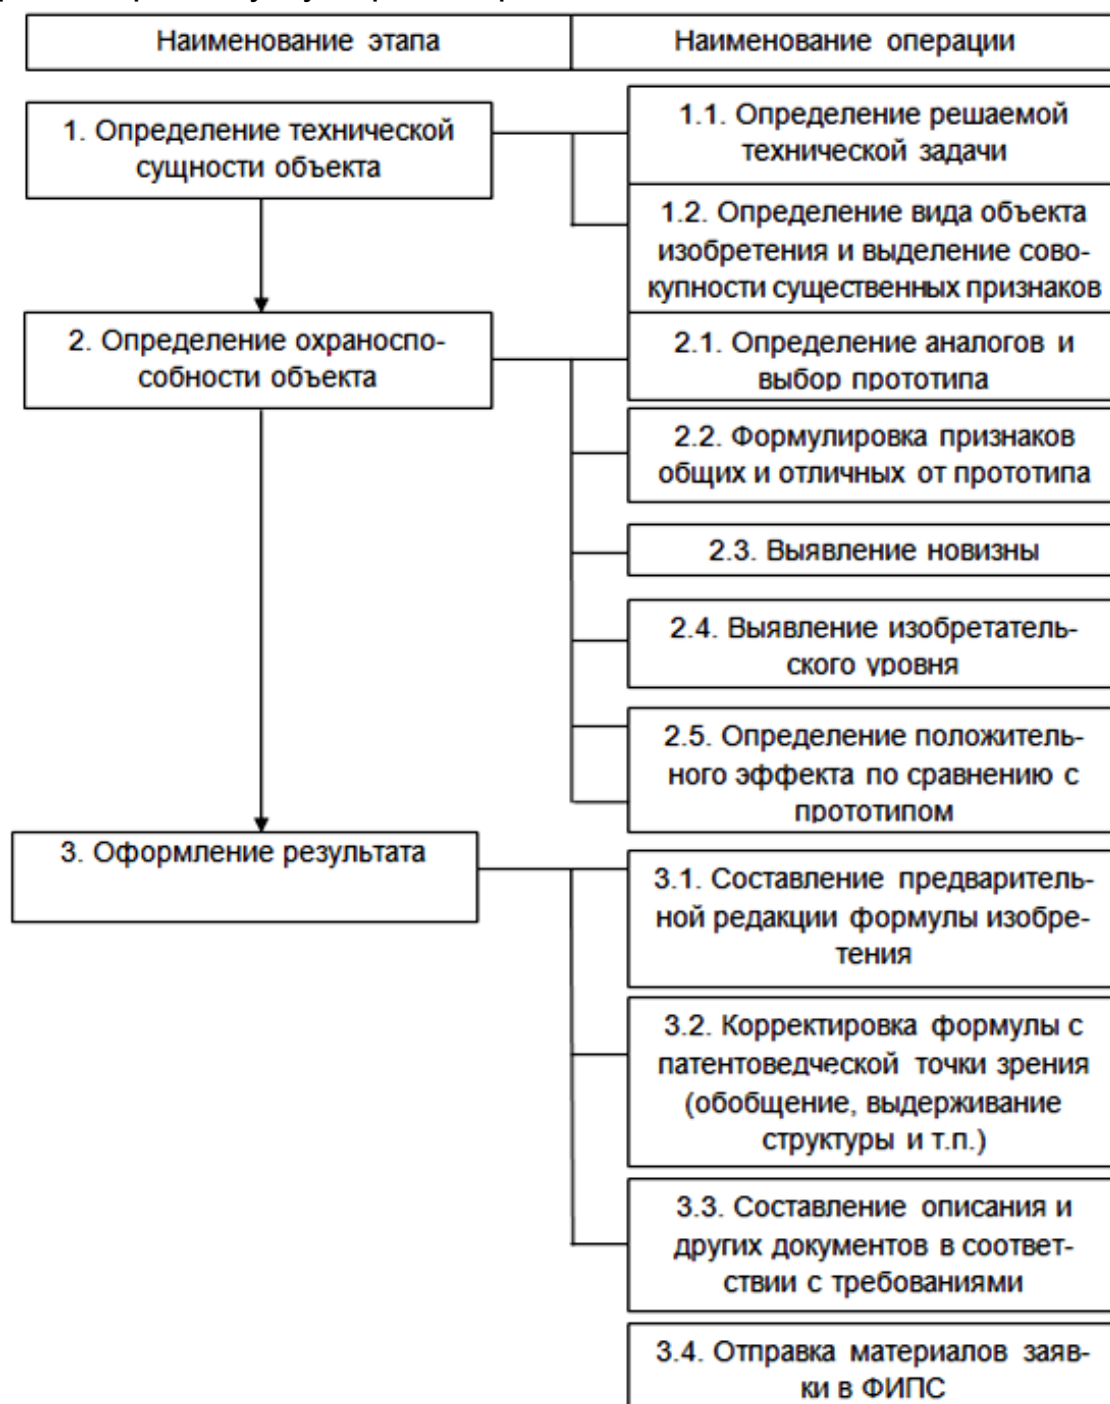 Наименование этапа
Наименование операции
1. Определение технической
сущности объекта
1.1. Определение решаемой
технической задачи
1.2. Определение вида объекта
изобретения и выделение сово-
купности существенных признаков
2. Определение охраноспо-
собности объекта
2.1. Определение аналогов и
выбор прототипа
2.2. Формулировка признаков
общих и отличных от прототипа
2.3. Выявление новизны
2.4. Выявление изобретатель-
ского уровня
2.5. Определение положитель-
ного эффекта по сравнению с
прототипом
3. Оформление результата
3.1. Составление предваритель-
ной редакции формулы изобре-
тения
3.2. Корректировка формулы с
патентоведческой точки зрения
(обобщение, выдерживание
структуры и т.п.)
3.3. Составление описания и
других документов в соответ-
ствии с требованиями
3.4. Отправка материалов заяв-
ки в ФИПС